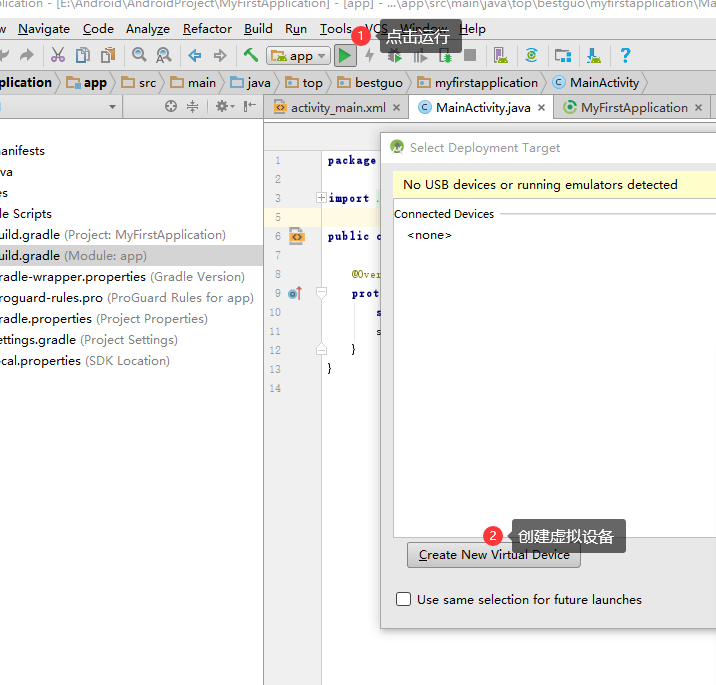 plication - [E:\Android\AndroidProject\MyFirstApplication] - [app] - ...\app\src\main\java\top\bestguo\myfirstapplication\Ma
w Navigate Code Analyze Refactor Build Run Tools VCS Help
1 点击运行
app
plication app src main java top bestguo myfirstapplication MainActivity
activity_main.xml MainActivity.java MyFirstApplication
anifests
va
es
le Scripts
uild.gradle (Project: MyFirstApplication)
uild.gradle (Module: app)
radle-wrapper.properties (Gradle Version)
roguard-rules.pro (ProGuard Rules for app)
radle.properties (Project Properties)
ettings.gradle (Project Settings)
cal.properties (SDK Location)
1 package
2
3 import .
5
6 public c
7
8 @Over
9 prot
10 s
11 s
12 }
13 }
14
Select Deployment Target
No USB devices or running emulators detected
Connected Devices
<none>
2 创建虚拟设备
Create New Virtual Device
Use same selection for future launches